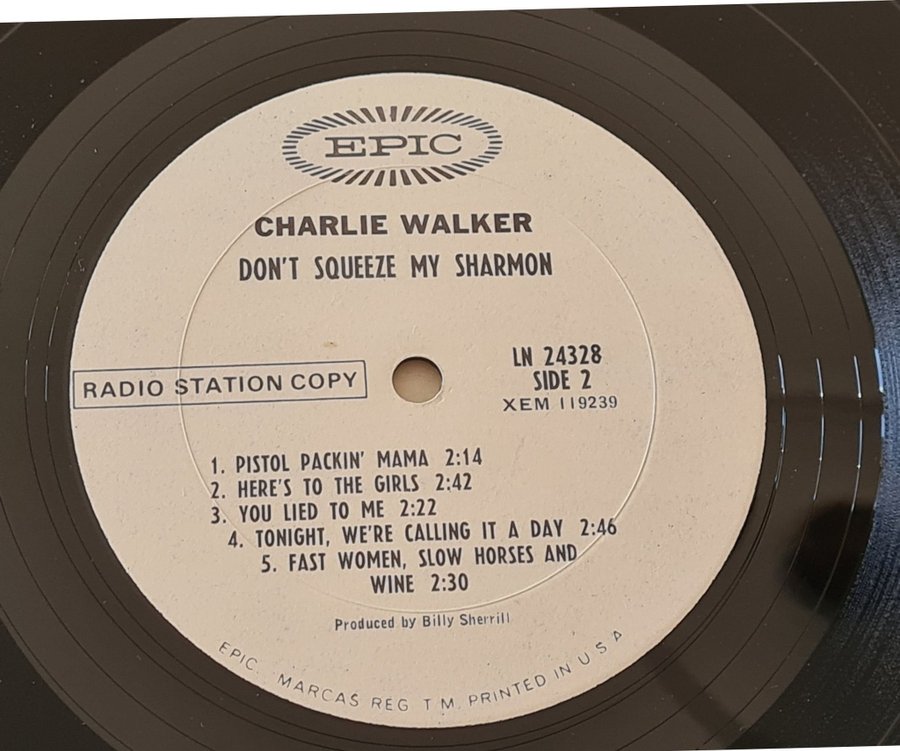 EPIC
CHARLIE WALKER
DON'T SQUEEZE MY SHARMON
RADIO STATION COPY
LN 24328
SIDE 2
XEM 119239
1. PISTOL PACKIN' MAMA 2:14
2. HERE'S TO THE GIRLS 2:42
3. YOU LIED TO ME 2:22
4. TONIGHT, WE'RE CALLING IT A DAY 2:46
5. FAST WOMEN, SLOW HORSES AND
WINE 2:30
Produced by Billy Sherrill
EPIC. MARCAS REG T M. PRINTED IN U S A